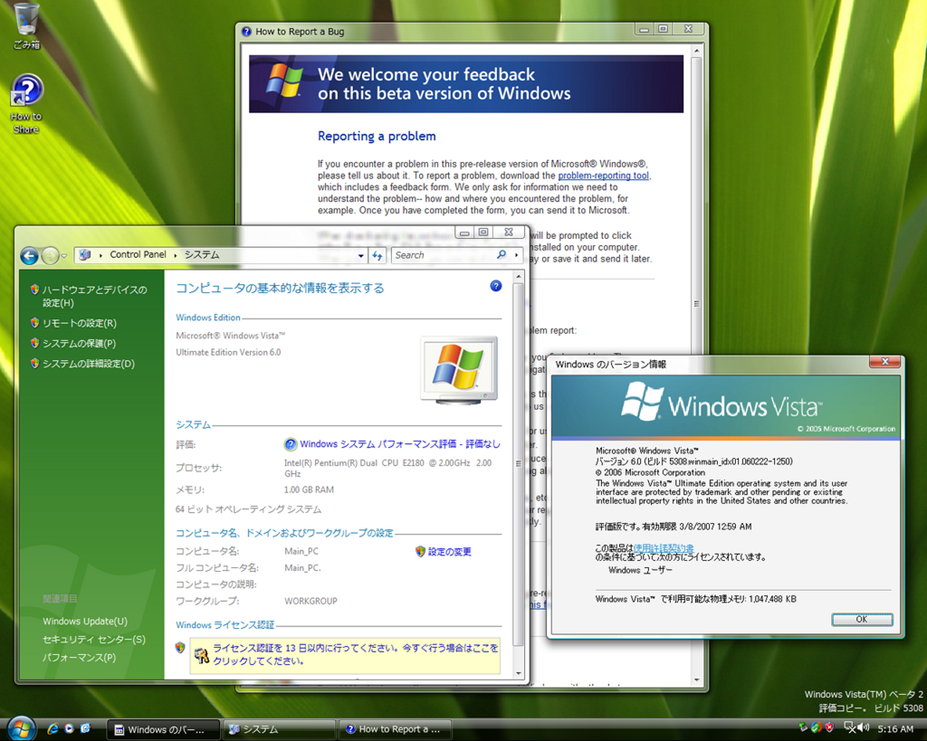 ごみ箱
How to
Share
How to Report a Bug
We welcome your feedback
on this beta version of Windows
Reporting a problem
If you encounter a problem in this pre-release version of Microsoft® Windows®,
please tell us about it. To report a problem, download the problem-reporting tool,
which includes a feedback form. We only ask for information we need to
understand the problem-- how and where you encountered the problem, for
example. Once you have completed the form, you can send it to Microsoft.
will be prompted to click
installed on your computer.
ay or save it and send it later.
lem report:
Control Panel
システム
Search
ハードウェアとデバイスの
設定(H)
リモートの設定(R)
システムの保護(P)
システムの詳細設定(D)
関連項目
Windows Update(U)
セキュリティ センター(S)
パフォーマンス(P)
コンピュータの基本的な情報を表示する
Windows Edition
Microsoft® Windows Vista™
Ultimate Edition Version 6.0
システム
評価: Windows システム パフォーマンス評価 - 評価なし
プロセッサ: Intel(R) Pentium(R) Dual CPU E2180 @ 2.00GHz 2.00
GHz
メモリ: 1.00 GB RAM
64 ビット オペレーティング システム
コンピュータ名、ドメインおよびワークグループの設定
コンピュータ名: Main_PC 設定の変更
フル コンピュータ名: Main_PC.
コンピュータの説明:
ワークグループ: WORKGROUP
Windows ライセンス認証
ライセンス認証を 13 日以内に行ってください。今すぐ行う場合はここを
クリックしてください。
Windows のバージョン情報
Windows Vista™
© 2005 Microsoft Corporation
Microsoft® Windows Vista™
バージョン 6.0 (ビルド 5308:winmain_idx01.060222-1250)
© 2006 Microsoft Corporation
The Windows Vista™ Ultimate Edition operating system and its user
interface are protected by trademark and other pending or existing
intellectual property rights in the United States and other countries.
評価版です。有効期限 3/8/2007 12:59 AM
この製品は使用許諾契約書
の条件に基づいて次の方にライセンスされています。
Windows ユーザー
Windows Vista™ で利用可能な物理メモリ: 1,047,488 KB
OK
Windows Vista(TM) ベータ 2
評価コピー。 ビルド 5308
Windows のバー...
システム
How to Report a ...
5:16 AM